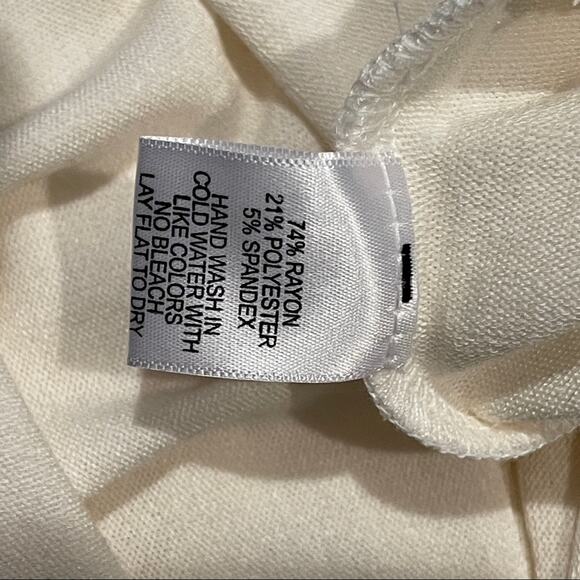 74% RAYON
21% POLYESTER
5% SPANDEX
HAND WASH IN
COLD WATER WITH
LIKE COLORS
NO BLEACH
LAY FLAT TO DRY